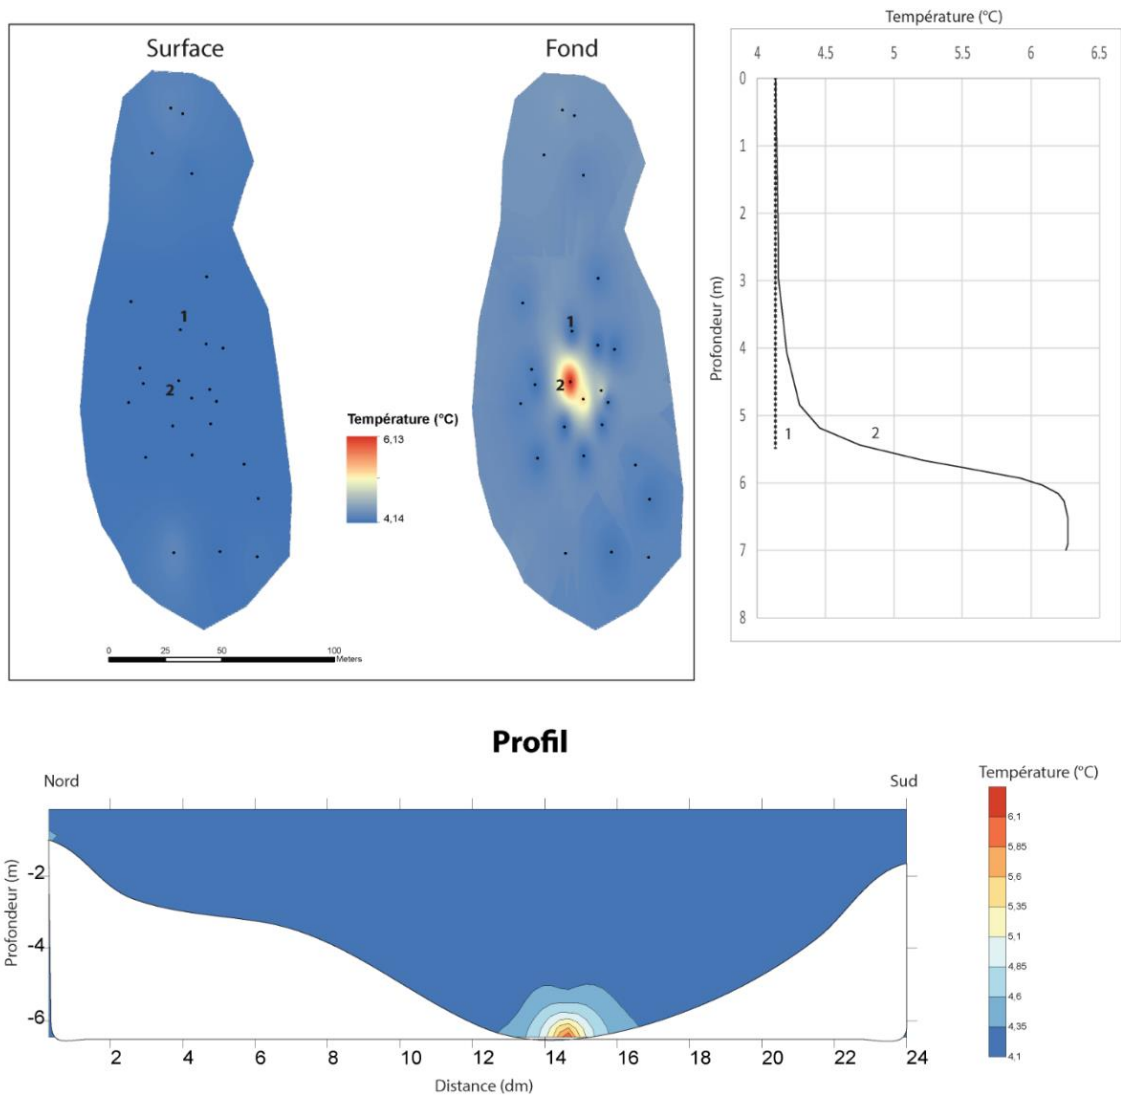 Surface
Fond
1
2
1
2
Température (°C)
6,13
4,14
0 25 50 100
Meters
Température (°C)
4 4.5 5 5.5 6 6.5
Profondeur (m)
0
1
2
3
4
5
6
7
8
1 2
Profil
Nord
Sud
Profondeur (m)
-2
-4
-6
2 4 6 8 10 12 14 16 18 20 22 24
Distance (dm)
Température (°C)
6,1
5,85
5,6
5,35
5,1
4,85
4,6
4,35
4,1